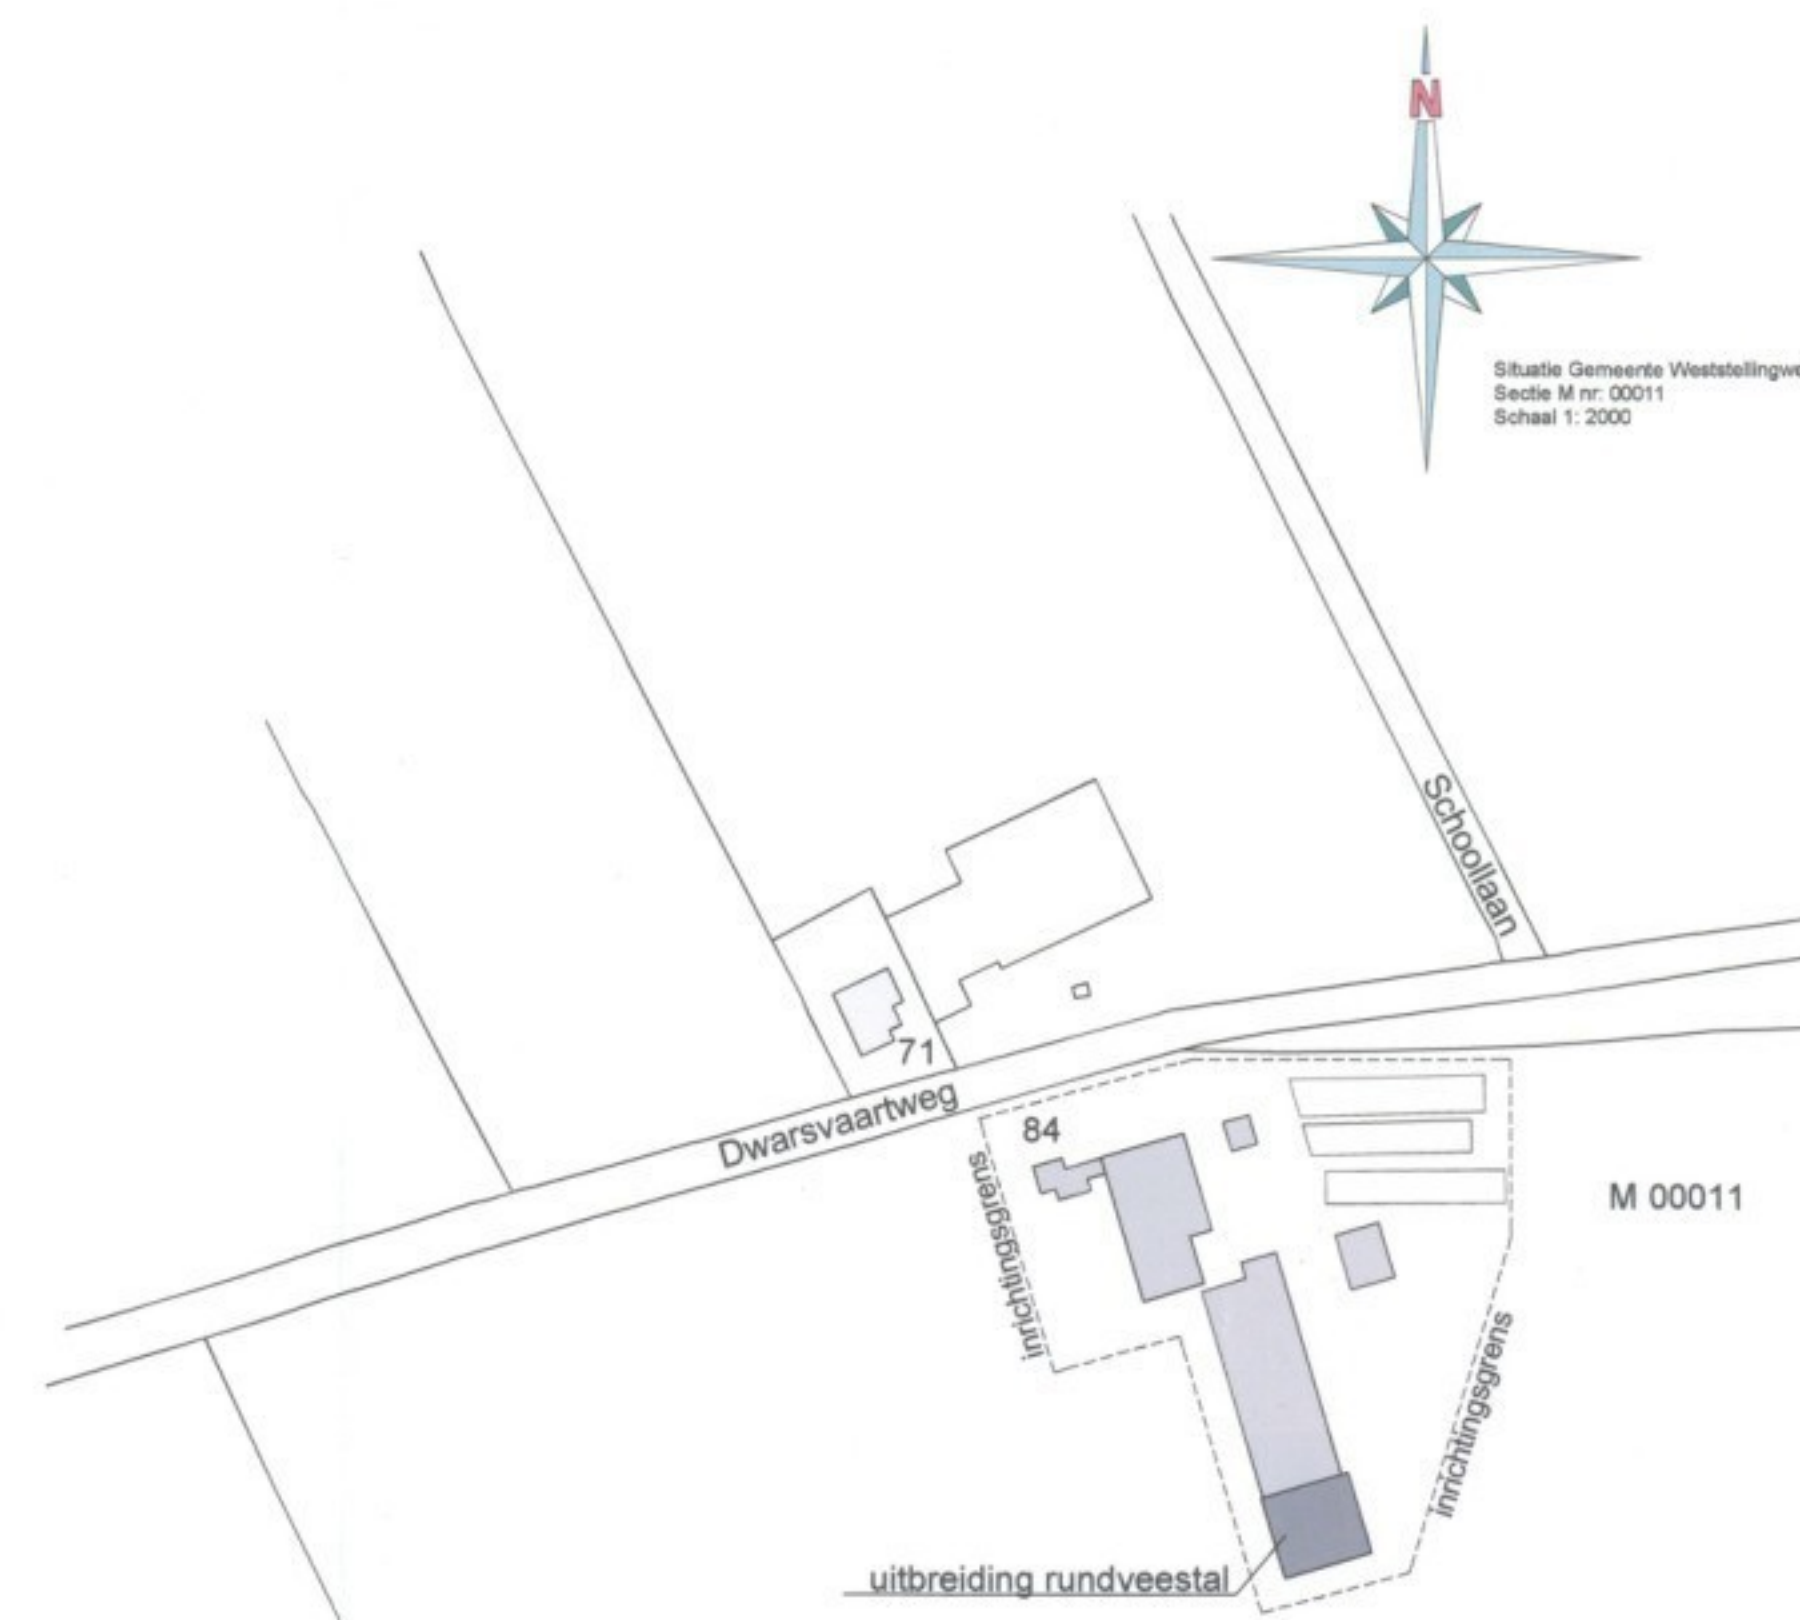 N
Situatie Gemeente Weststellingwe
Sectie M nr: 00011
Schaal 1: 2000
Schoollaan
71
Dwarsvaartweg
84
inrichtingsgrens
M 00011
inrichtingsgrens
uitbreiding rundveestal